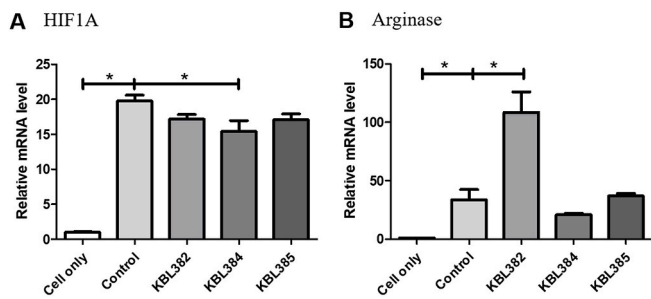 A HIF1A
Relative mRNA level
25
20
15
10
5
0
*
*
Cell only
Control
KBL382
KBL384
KBL385
B Arginase
Relative mRNA level
150
100
50
0
*
*
Cell only
Control
KBL382
KBL384
KBL385